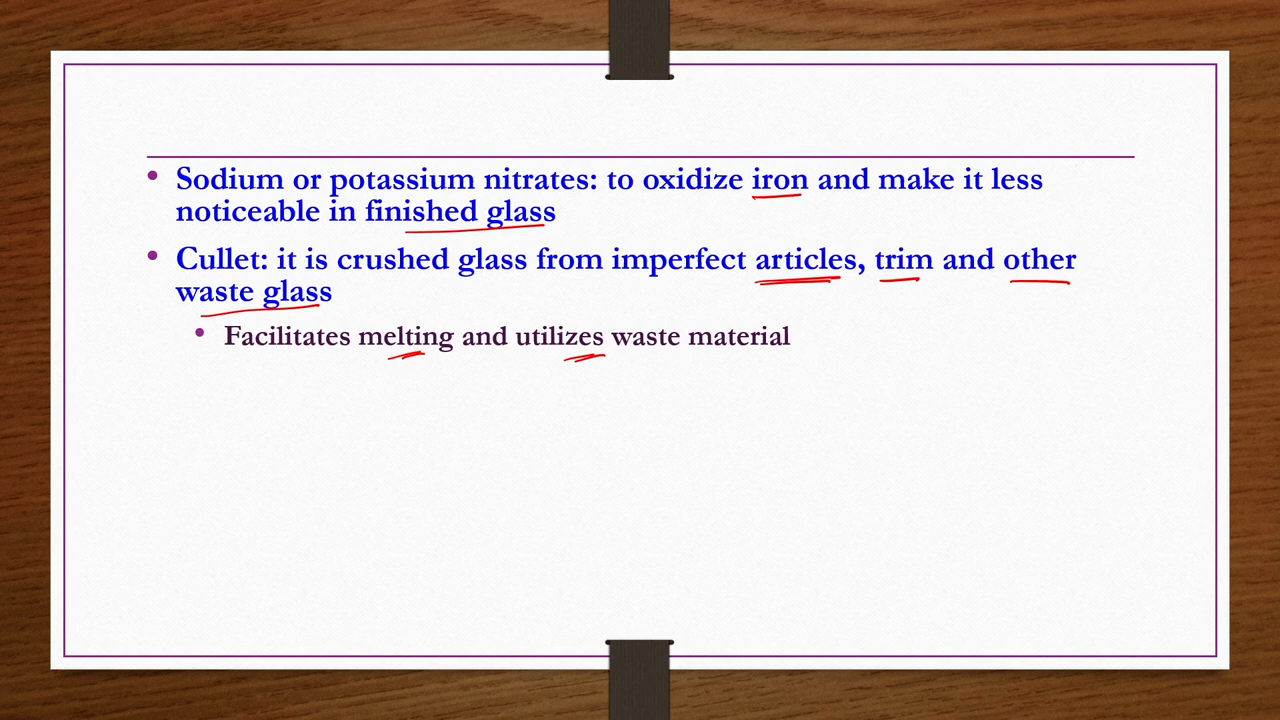 • Sodium or potassium nitrates: to oxidize iron and make it less
noticeable in finished glass
• Cullet: it is crushed glass from imperfect articles, trim and other
waste glass
• Facilitates melting and utilizes waste material